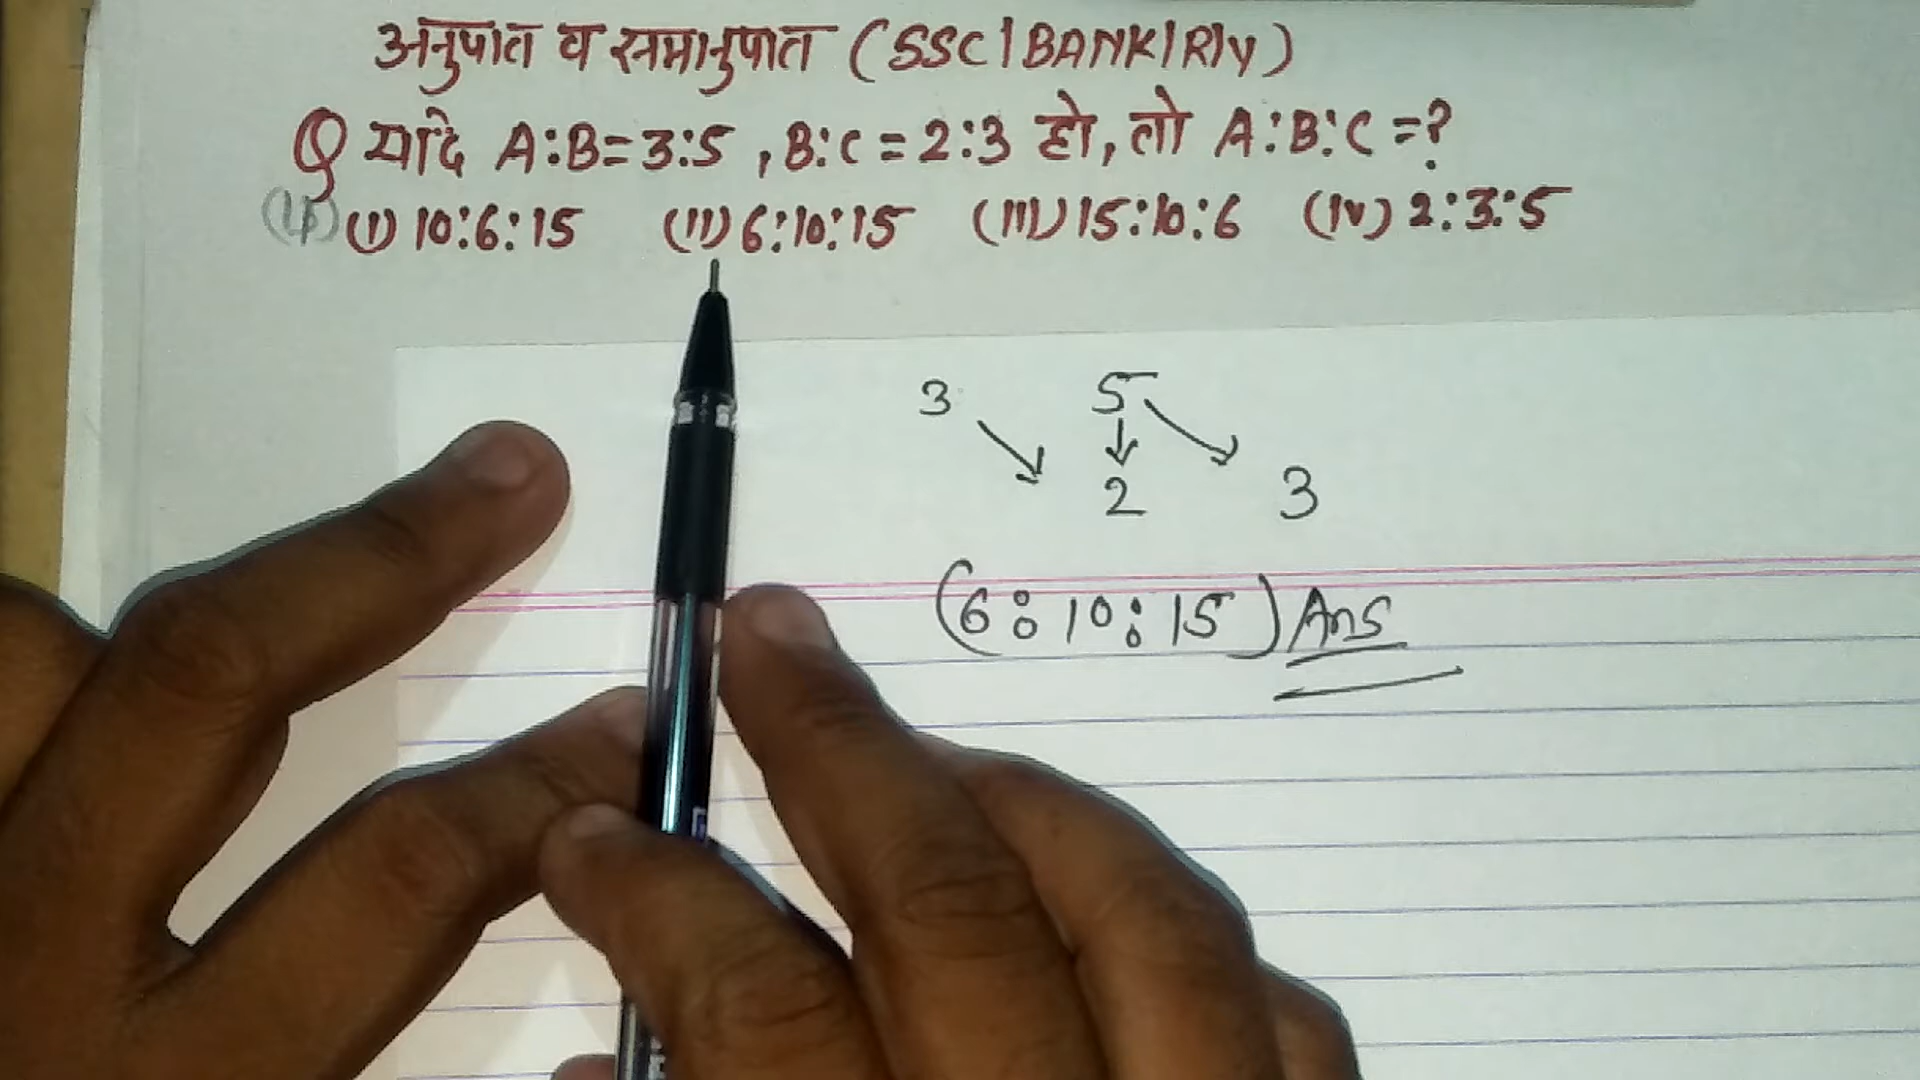 अनुपात व समानुपात (SSC|BANK|Rly)
Q यदि A:B=3:5, B:C=2:3 हो, तो A:B:C=?
(I) 10:6:15 (II) 6:10:15 (III) 15:10:6 (IV) 2:3:5
3 5
2 3
(6:10:15) Ans